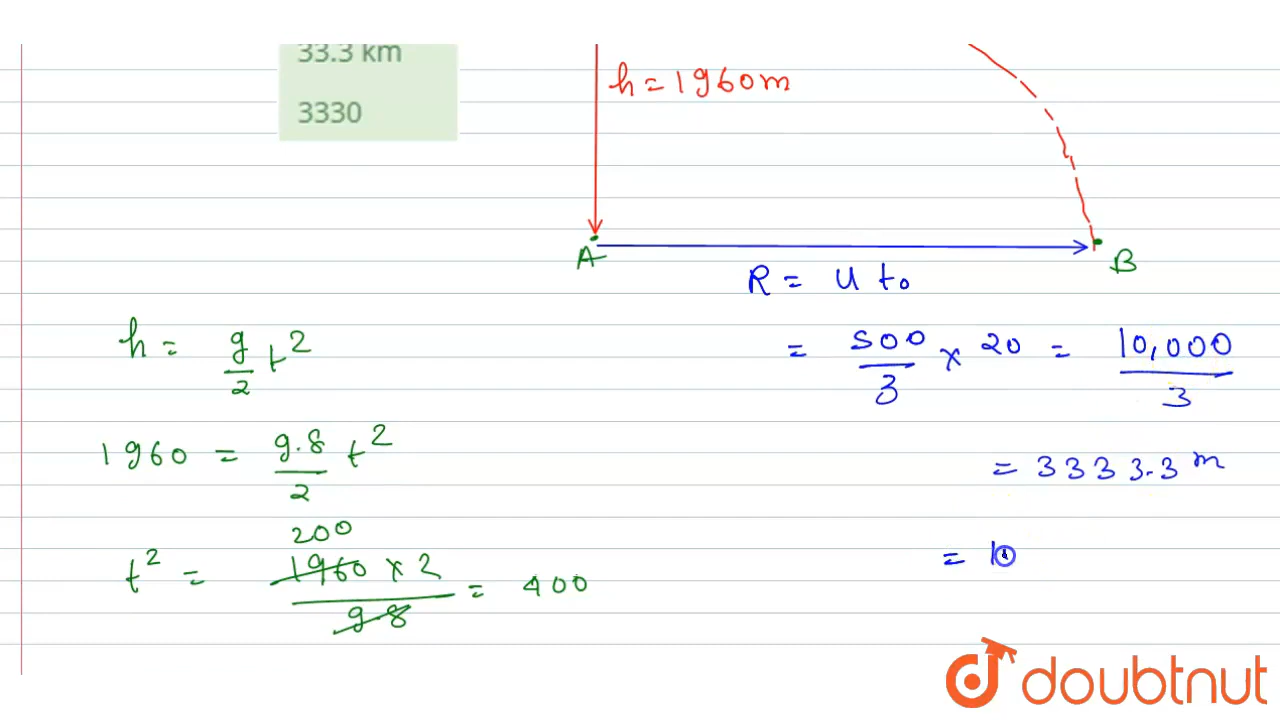 33.3 km
3330
h = 1960m
A
B
R = u t₀
= 500/3 × 20 = 10,000/3
= 3333.3 m
= 10
h = g/2 t²
1960 = 9.8/2 t²
200
t² = 1960 × 2 / 9.8 = 400
doubtnut